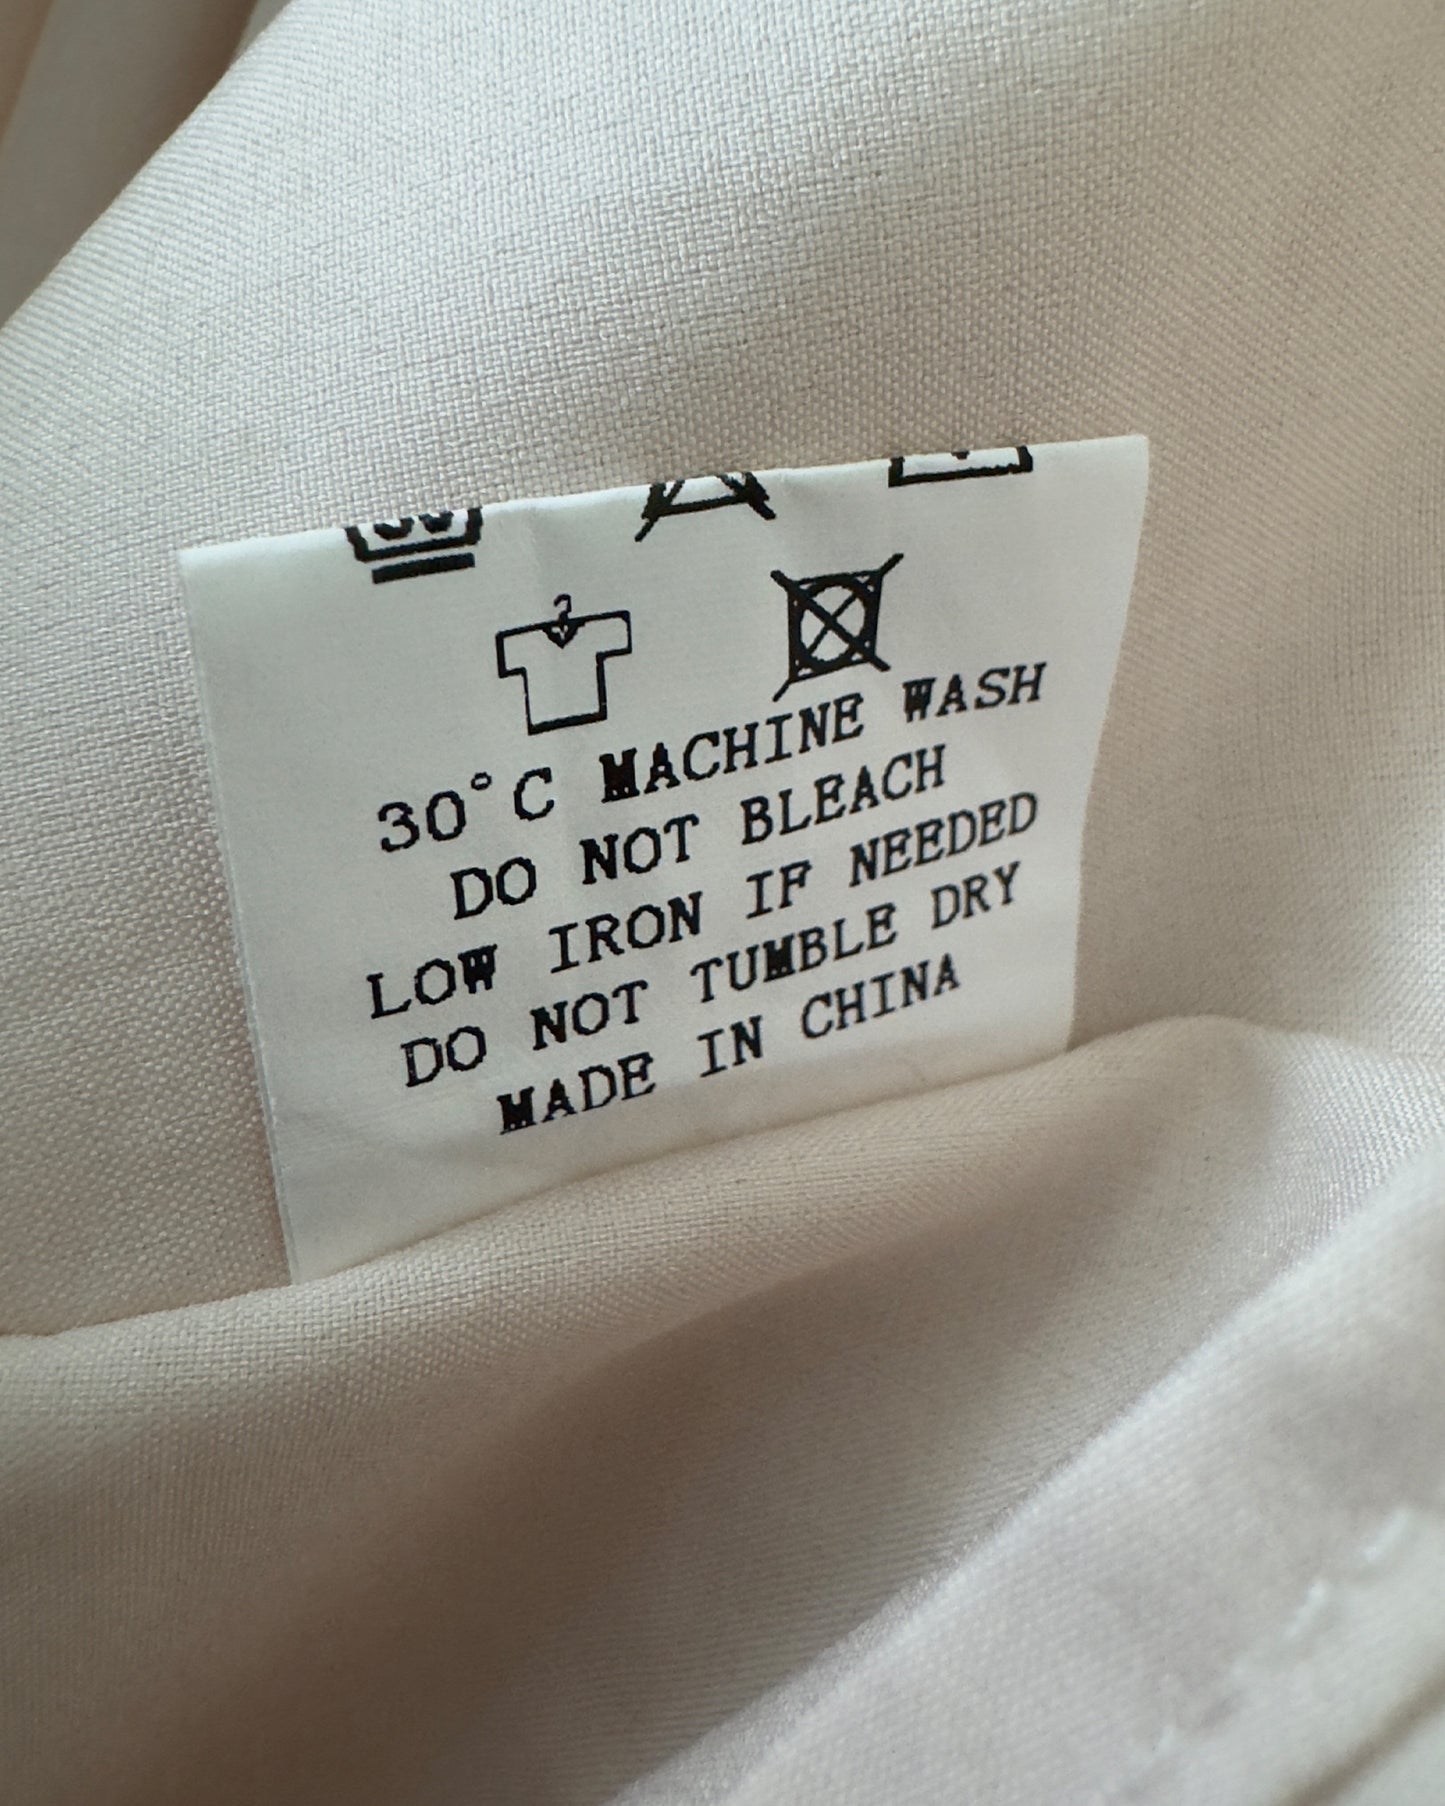 30°C MACHINE WASH
DO NOT BLEACH
LOW IRON IF NEEDED
DO NOT TUMBLE DRY
MADE IN CHINA